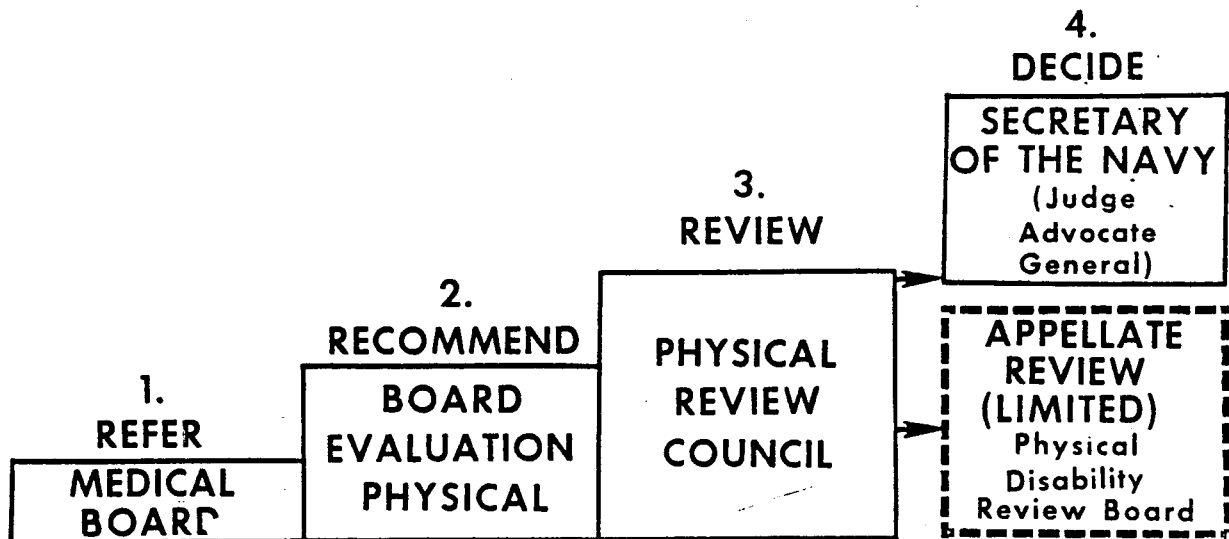 1.
REFER
MEDICAL
BOARD
2.
RECOMMEND
BOARD
EVALUATION
PHYSICAL
3.
REVIEW
PHYSICAL
REVIEW
COUNCIL
4.
DECIDE
SECRETARY
OF THE NAVY
(Judge
Advocate
General)
APPELLATE
REVIEW
(LIMITED)
Physical
Disability
Review Board